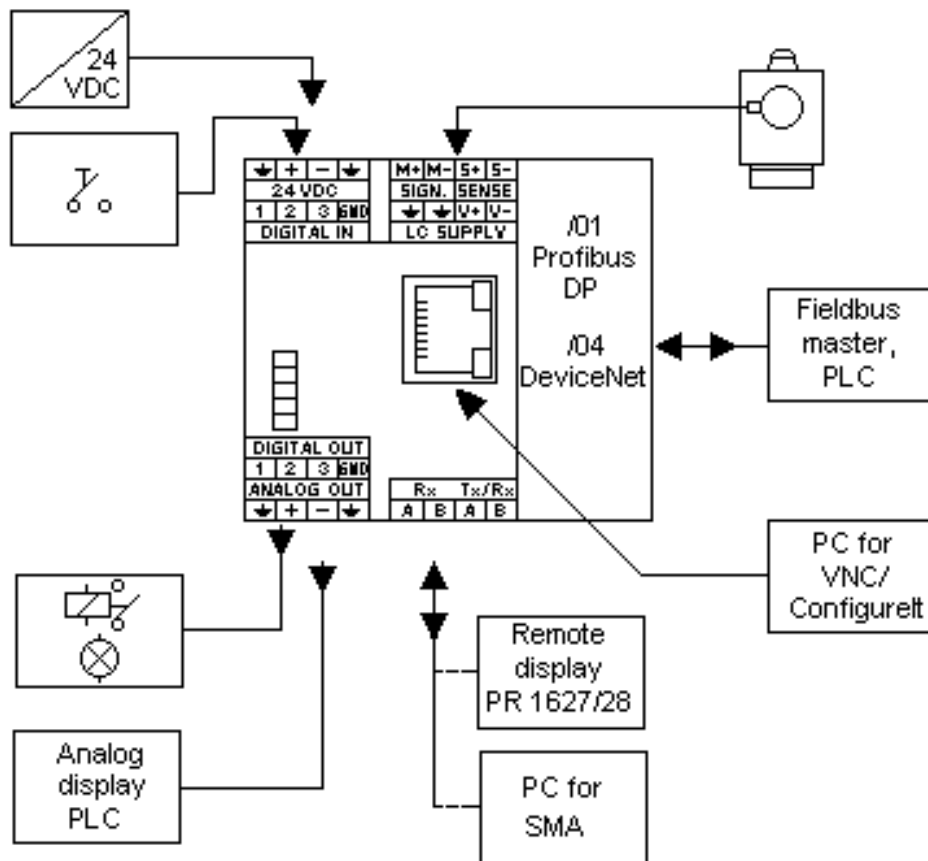 24
VDC
+ −
24 VDC
1 2 3 GND
DIGITAL IN
M+ M- S+ S-
SIGN. SENSE
V+ V-
LC SUPPLY
/01
Profibus
DP
/04
DeviceNet
Fieldbus
master,
PLC
DIGITAL OUT
1 2 3 GND
ANALOG OUT
+ −
Rx Tx/Rx
A B A B
PC for
VNC/
ConfigureIt
Remote
display
PR 1627/28
Analog
display
PLC
PC for
SMA